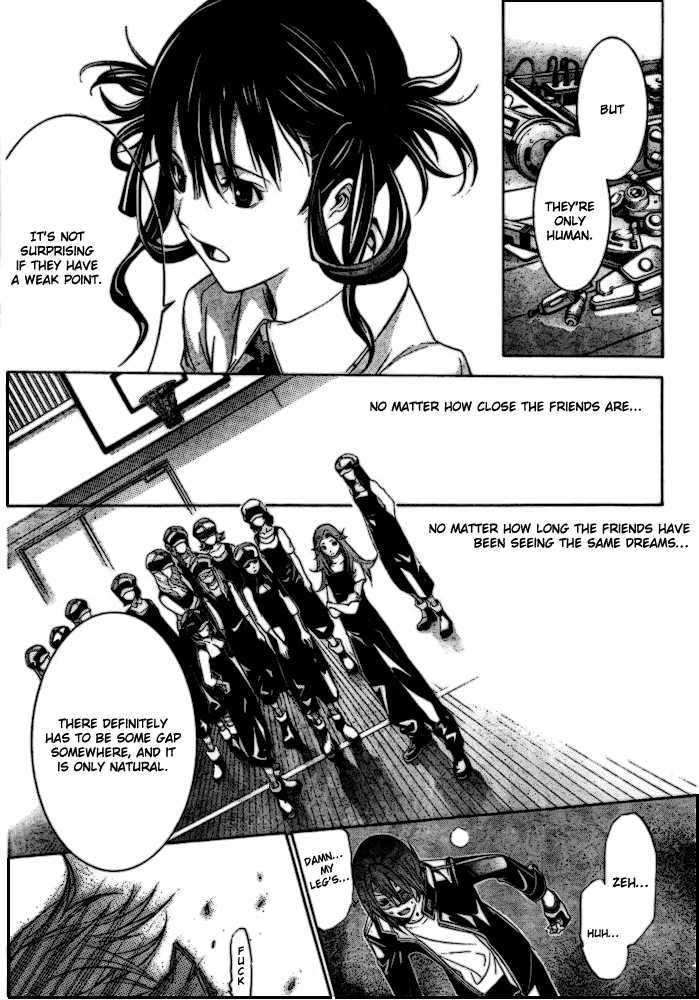 BUT
THEY'RE
ONLY
HUMAN.
IT'S NOT
SURPRISING
IF THEY HAVE
A WEAK POINT.
NO MATTER HOW CLOSE THE FRIENDS ARE...
NO MATTER HOW LONG THE FRIENDS HAVE
BEEN SEEING THE SAME DREAMS...
THERE DEFINITELY
HAS TO BE SOME GAP
SOMEWHERE, AND IT
IS ONLY NATURAL.
ZEH...
HUH...
DAMN...
MY
LEG'S...
FUCK